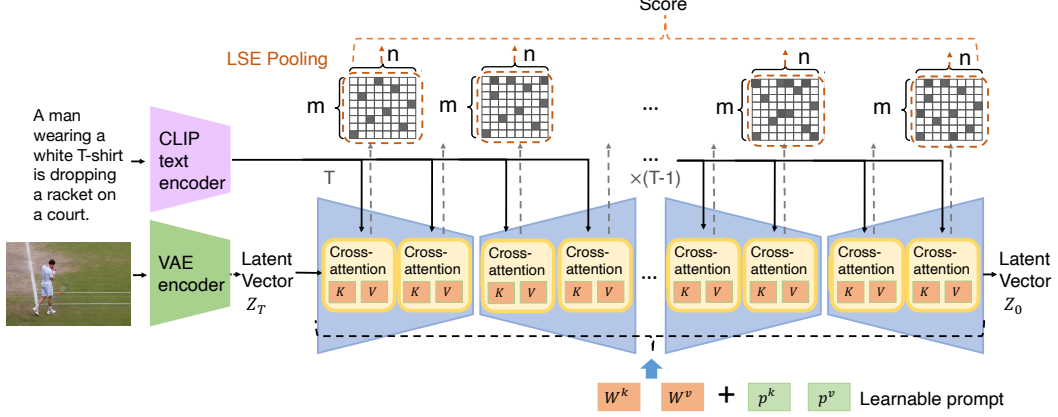 Score
LSE Pooling
n
n
n
n
m
m
...
m
m
A man
wearing a
white T-shirt
is dropping
a racket on
a court.
CLIP
text
encoder
T
...
×(T-1)
VAE
encoder
Latent
Vector
Z_T
Cross-
attention
K V
Cross-
attention
K V
Cross-
attention
K V
Cross-
attention
K V
...
Cross-
attention
K V
Cross-
attention
K V
Cross-
attention
K V
Cross-
attention
K V
Latent
Vector
Z_0
W^k W^v + p^k p^v Learnable prompt